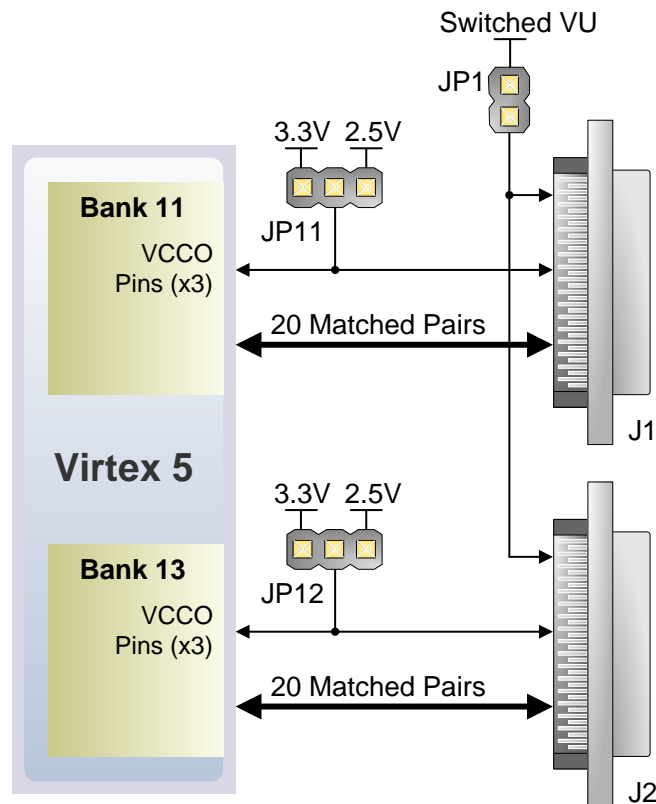 Switched VU
JP1
3.3V 2.5V
JP11
Bank 11
VCCO
Pins (x3)
20 Matched Pairs
J1
Virtex 5
3.3V 2.5V
JP12
Bank 13
VCCO
Pins (x3)
20 Matched Pairs
J2